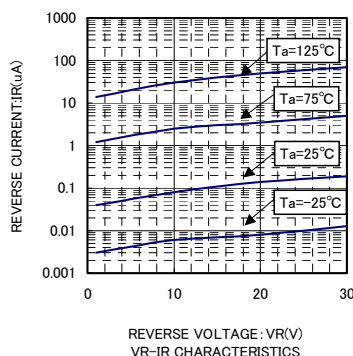 1000
100
10
1
0.1
0.01
0.001
REVERSE CURRENT:IR(uA)
Ta=125℃
Ta=75℃
Ta=25℃
Ta=-25℃
0 10 20 30
REVERSE VOLTAGE:VR(V)
VR-IR CHARACTERISTICS